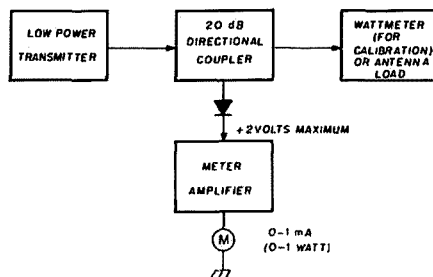 LOW POWER
TRANSMITTER
20 dB
DIRECTIONAL
COUPLER
WATTMETER
(FOR
CALIBRATION)
OR ANTENNA
LOAD
+2VOLTS MAXIMUM
METER
AMPLIFIER
M
0-1 mA
(0-1 WATT)